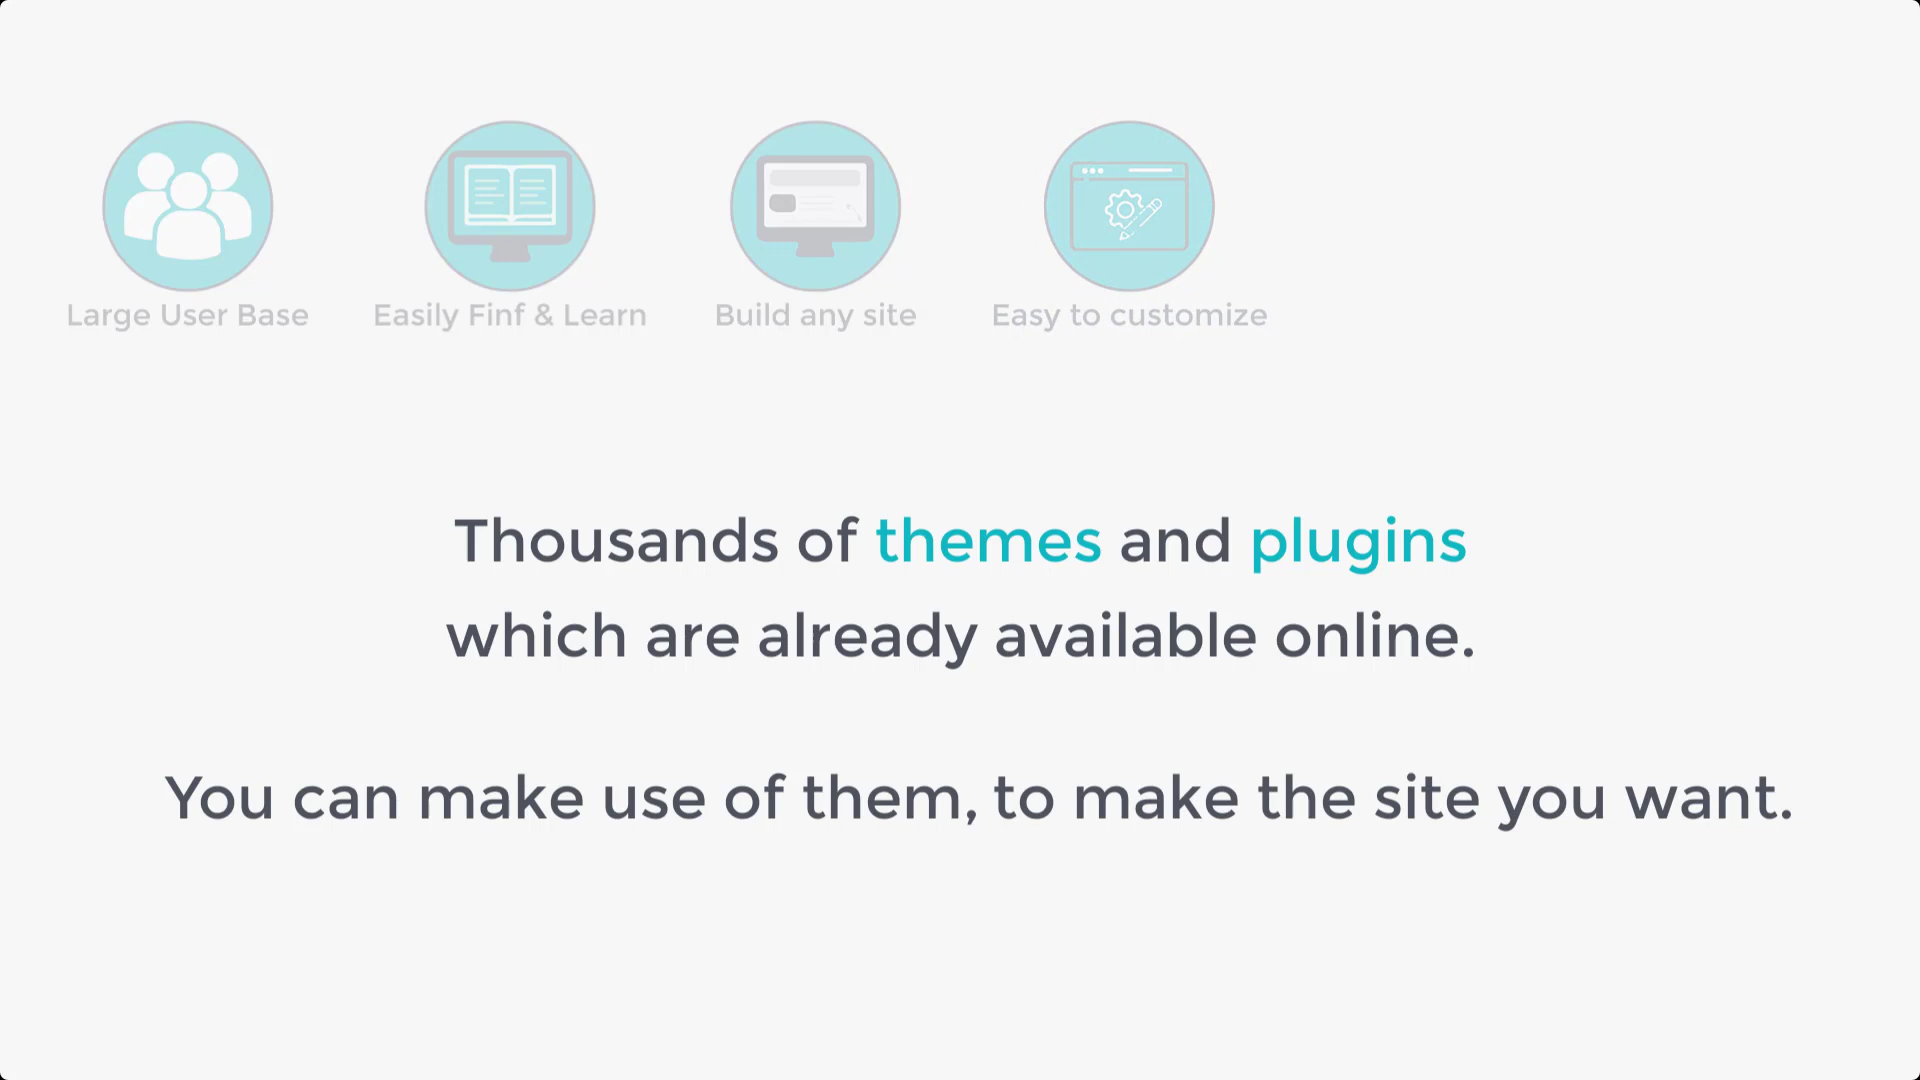 Large User Base
Easily Finf & Learn
Build any site
Easy to customize
Thousands of themes and plugins
which are already available online.
You can make use of them, to make the site you want.